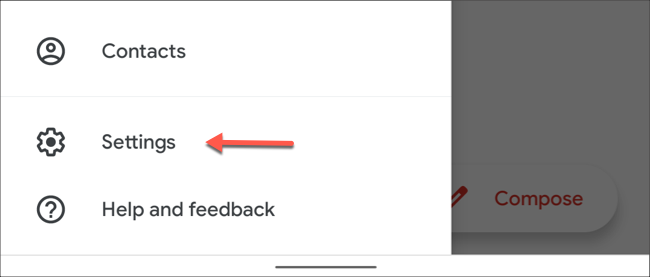 Contacts
Settings
Compose
Help and feedback